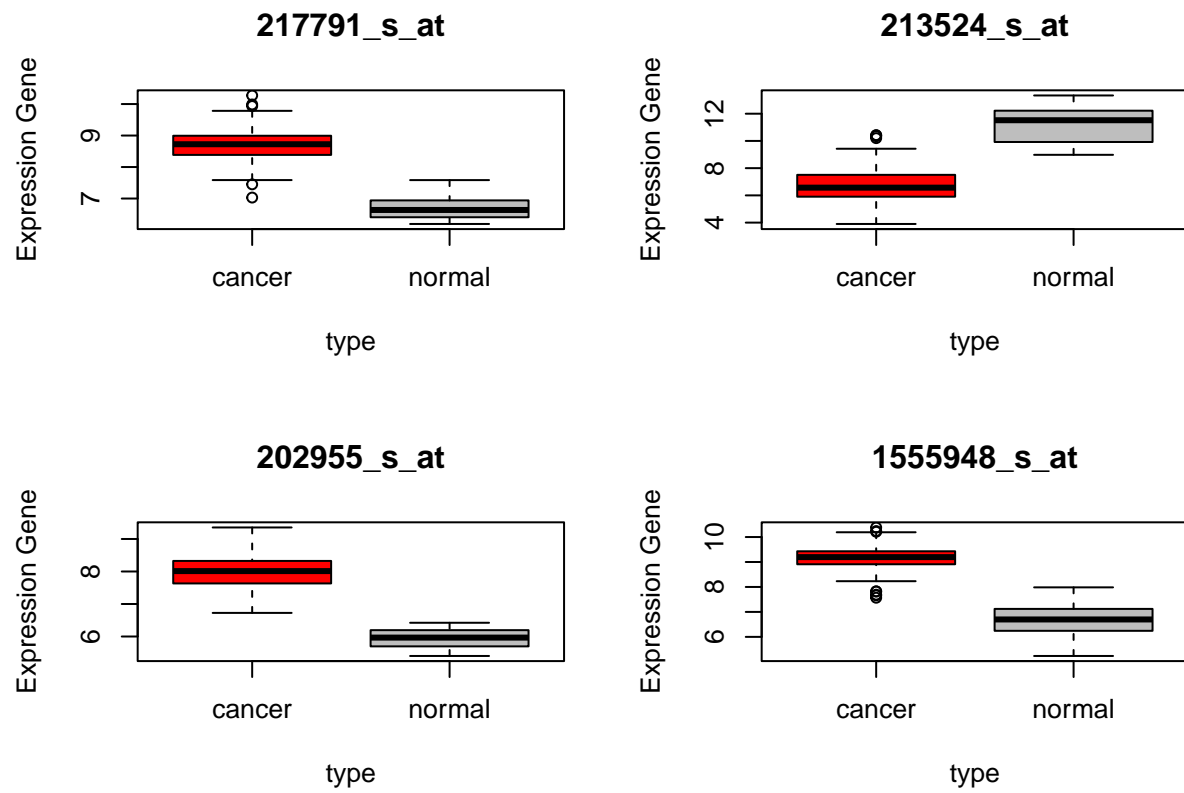 217791_s_at
Expression Gene
9
7
cancer
normal
type
213524_s_at
Expression Gene
12
8
4
cancer
normal
type
202955_s_at
Expression Gene
8
6
cancer
normal
type
1555948_s_at
Expression Gene
10
8
6
cancer
normal
type